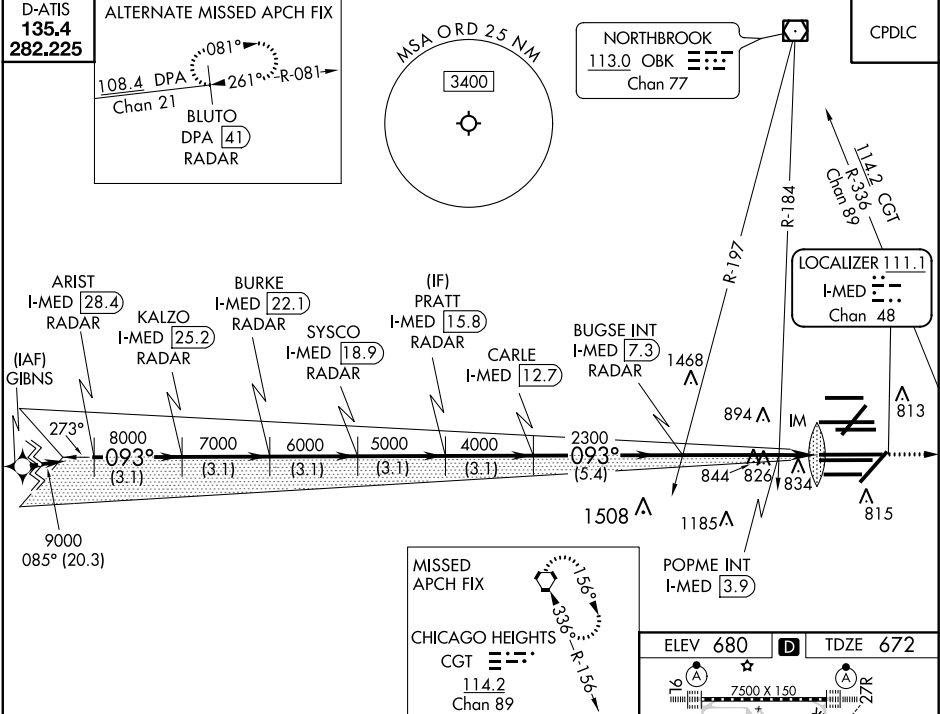 D-ATIS
135.4
282.225
ALTERNATE MISSED APCH FIX
081°
108.4 DPA
261°
R-081
Chan 21
BLUTO
DPA 41
RADAR
MSA ORD 25 NM
3400
NORTHBROOK
113.0 OBK
Chan 77
CPDLC
114.2 CGT
R-336
Chan 89
R-197
R-184
LOCALIZER 111.1
I-MED
Chan 48
ARIST
I-MED 28.4
RADAR
KALZO
I-MED 25.2
RADAR
BURKE
I-MED 22.1
RADAR
SYSCO
I-MED 18.9
RADAR
(IF)
PRATT
I-MED 15.8
RADAR
CARLE
I-MED 12.7
BUGSE INT
I-MED 7.3
RADAR
1468
(IAF)
GIBNS
273°
8000
093°
(3.1)
7000
(3.1)
6000
(3.1)
5000
(3.1)
4000
(3.1)
2300
093°
(5.4)
894
IM
813
844
826
834
815
1508
1185
9000
085° (20.3)
POPME INT
I-MED 3.9
MISSED
APCH FIX
156°
336°
R-156
CHICAGO HEIGHTS
CGT
114.2
Chan 89
ELEV 680
D
TDZE 672
A
A
9L
7500 X 150
27R